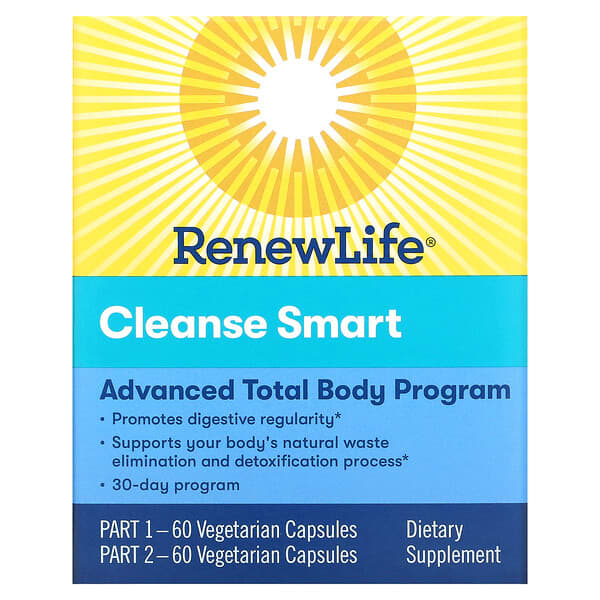 RenewLife®
Cleanse Smart
Advanced Total Body Program
• Promotes digestive regularity*
• Supports your body's natural waste
elimination and detoxification process*
• 30-day program
PART 1 – 60 Vegetarian Capsules
PART 2 – 60 Vegetarian Capsules
Dietary
Supplement